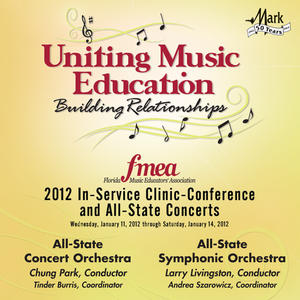 Mark
50 Years
Uniting Music
Education
Building Relationships
fmea
Florida Music Educators' Association
2012 In-Service Clinic-Conference
and All-State Concerts
Wednesday, January 11, 2012 through Saturday, January 14, 2012
All-State
Concert Orchestra
Chung Park, Conductor
Tinder Burris, Coordinator
All-State
Symphonic Orchestra
Larry Livingston, Conductor
Andrea Szarowicz, Coordinator